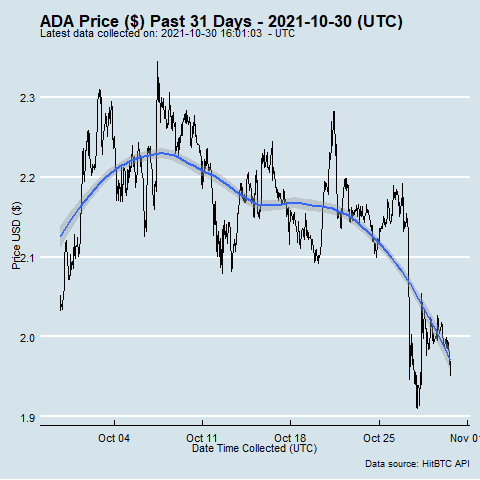 ADA Price ($) Past 31 Days - 2021-10-30 (UTC)
Latest data collected on: 2021-10-30 16:01:03 - UTC
Price USD ($)
2.3
2.2
2.1
2.0
1.9
Oct 04 Oct 11 Oct 18 Oct 25 Nov 01
Date Time Collected (UTC)
Data source: HitBTC API